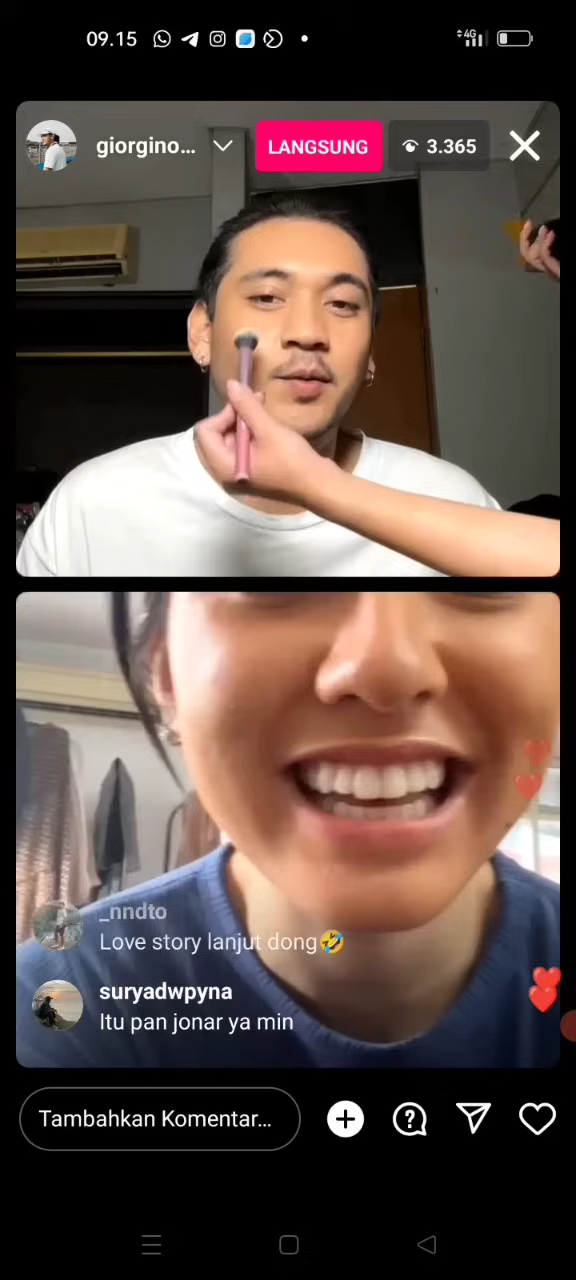 09.15
4G
giorgino...
LANGSUNG
3.365
_nndto
Love story lanjut dong🤣
suryadwpyna
Itu pan jonar ya min
Tambahkan Komentar...